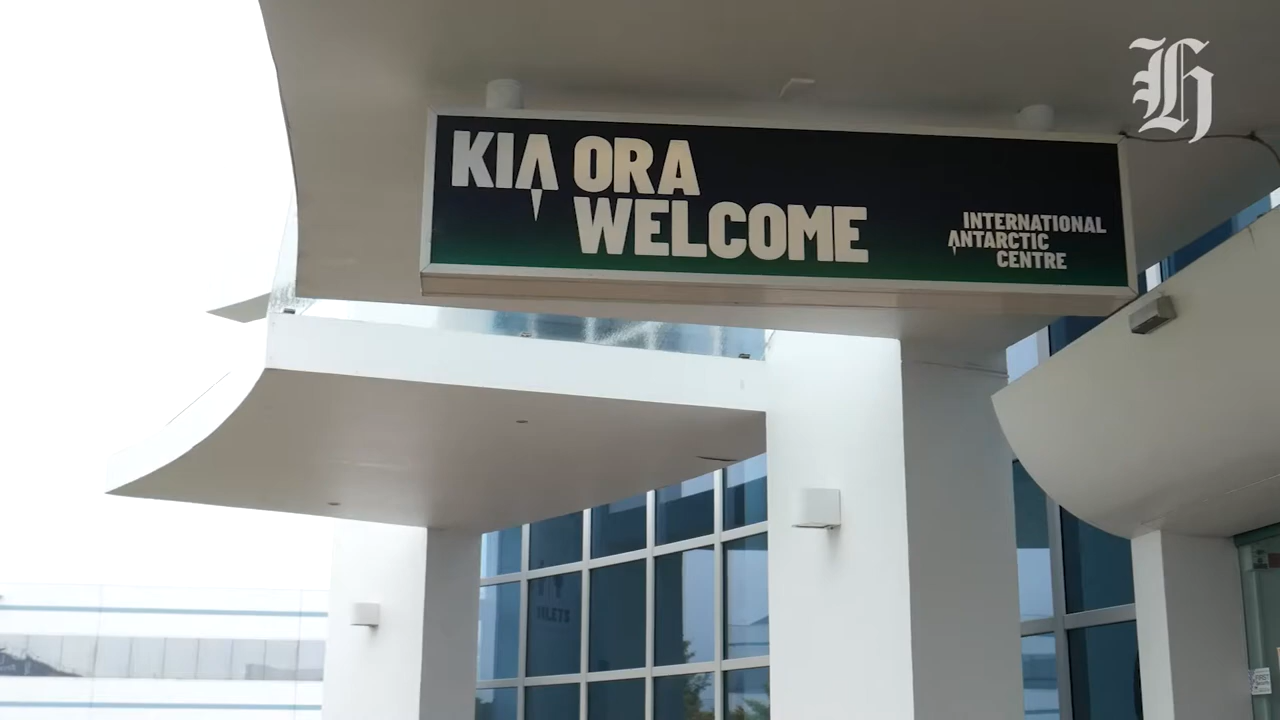 KIA ORA
WELCOME
INTERNATIONAL
ANTARCTIC
CENTRE
H